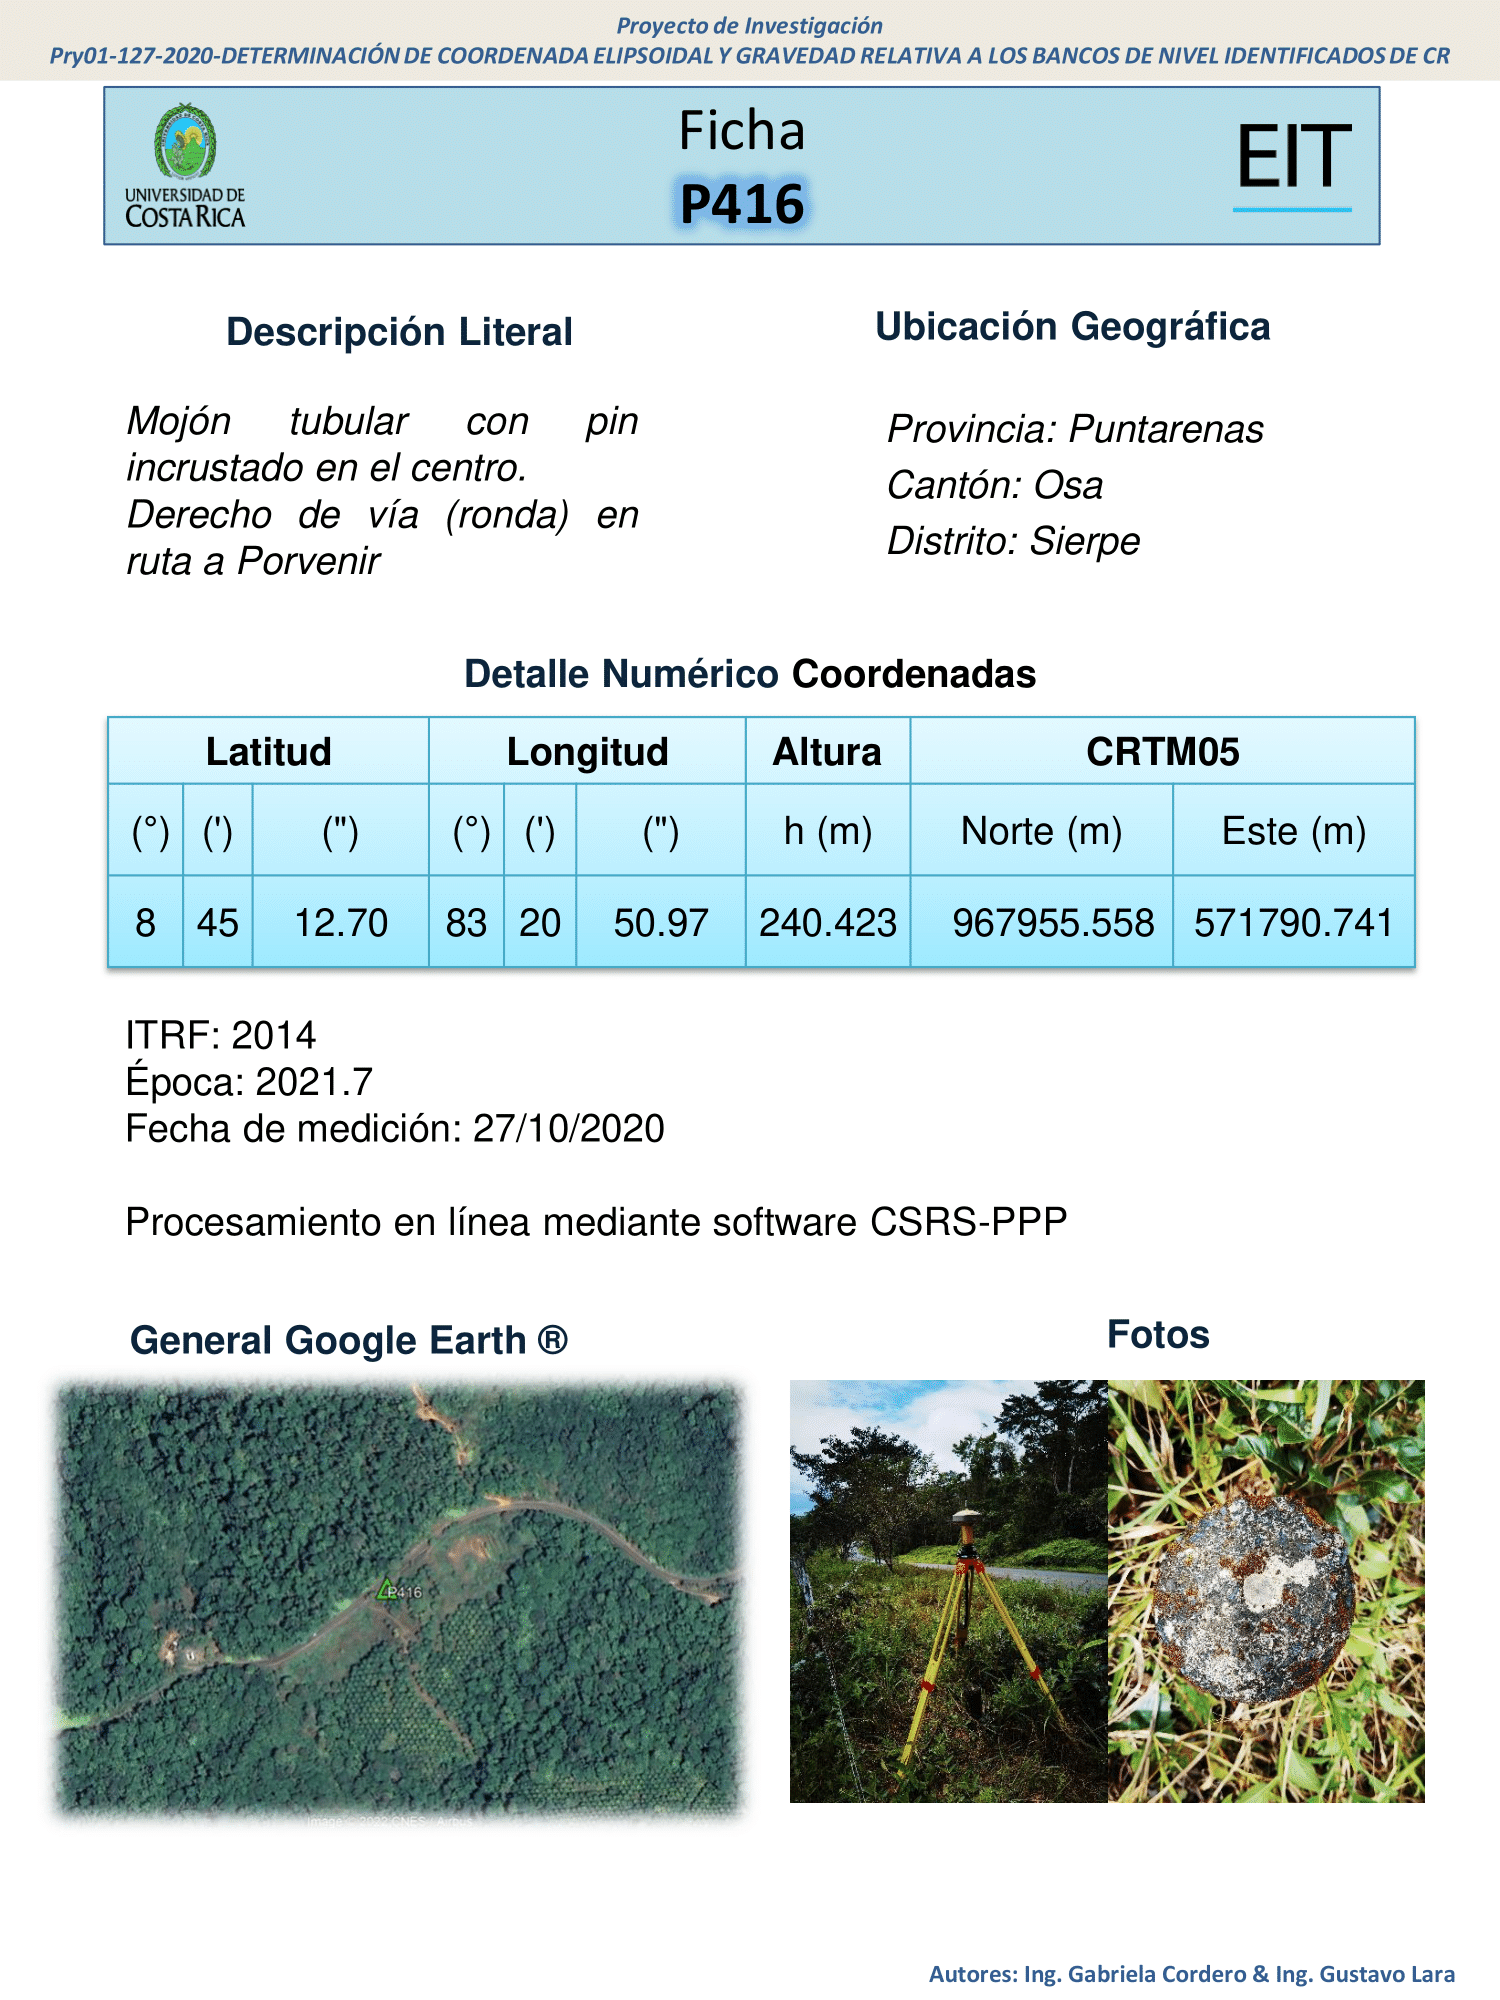 Proyecto de Investigación
Pry01-127-2020-DETERMINACIÓN DE COORDENADA ELIPSOIDAL Y GRAVEDAD RELATIVA A LOS BANCOS DE NIVEL IDENTIFICADOS DE CR
Ficha
P416
UNIVERSIDAD DE
COSTA RICA
EIT
Descripción Literal
Mojón tubular con pin
incrustado en el centro.
Derecho de vía (ronda) en
ruta a Porvenir
Ubicación Geográfica
Provincia: Puntarenas
Cantón: Osa
Distrito: Sierpe
Detalle Numérico Coordenadas
Latitud Longitud Altura CRTM05
(°) (') (") (°) (') (") h (m) Norte (m) Este (m)
8 45 12.70 83 20 50.97 240.423 967955.558 571790.741
ITRF: 2014
Época: 2021.7
Fecha de medición: 27/10/2020
Procesamiento en línea mediante software CSRS-PPP
General Google Earth ®
P416
Image © 2022 CNES / Airbus
Fotos
Autores: Ing. Gabriela Cordero & Ing. Gustavo Lara